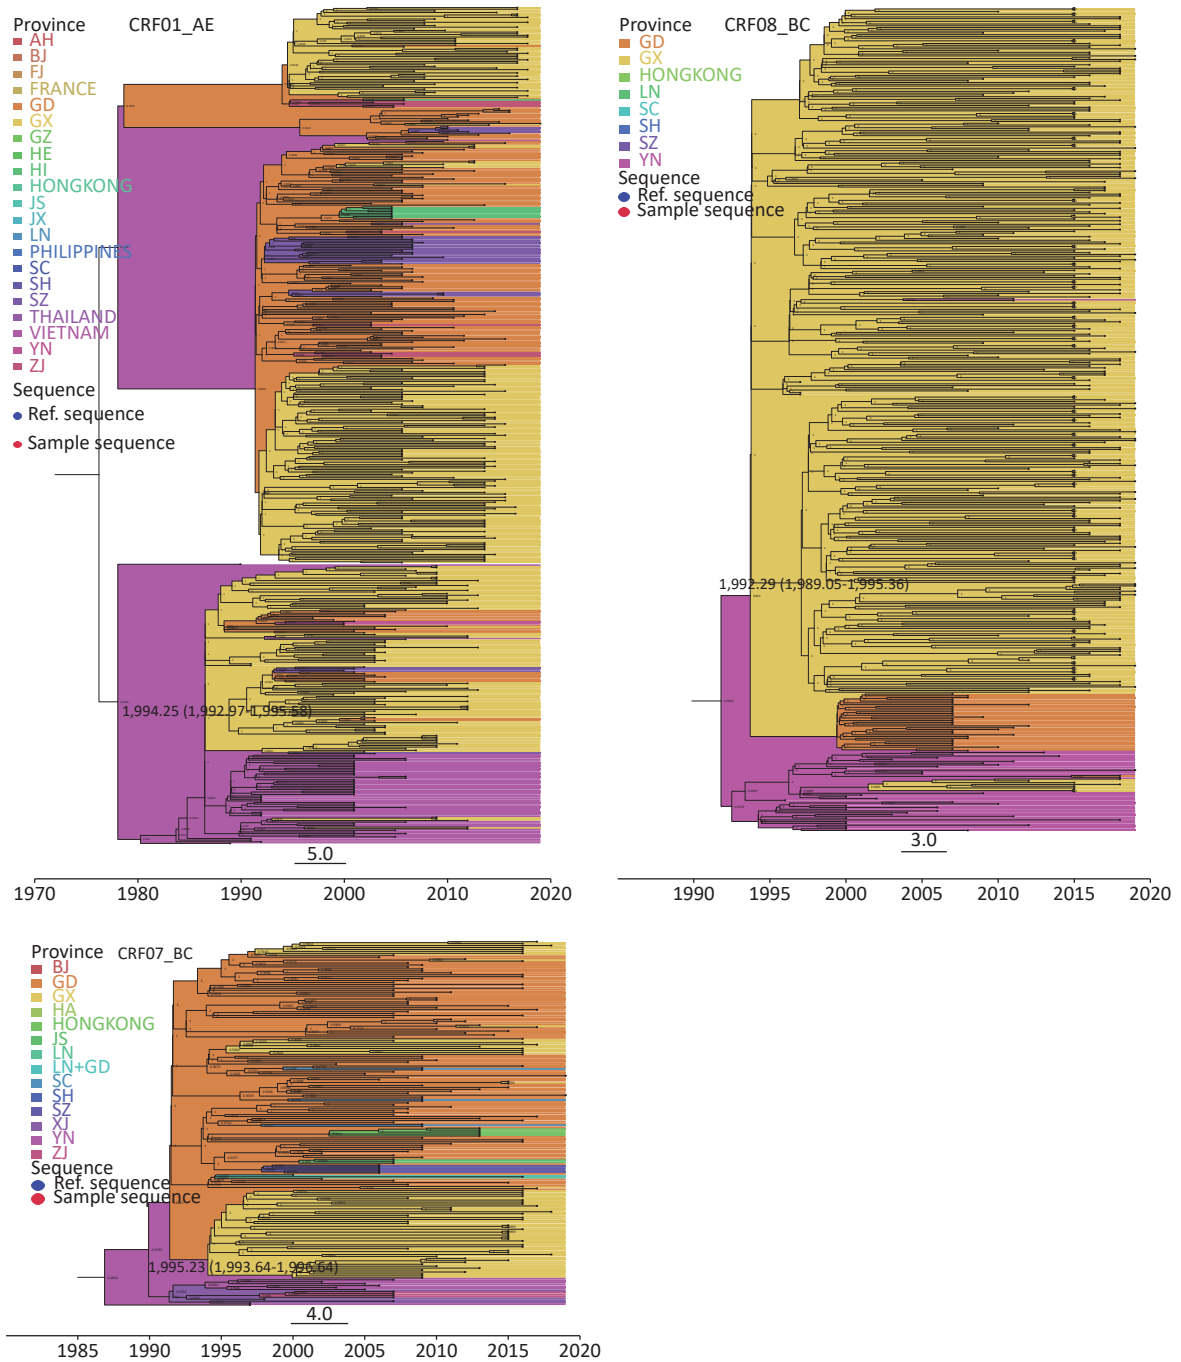 Province CRF01_AE
AH
BJ
FJ
FRANCE
GD
GX
GZ
HE
HI
HONGKONG
JS
JX
LN
PHILIPPINES
SC
SH
SZ
THAILAND
VIETNAM
YN
ZJ
Sequence
Ref. sequence
Sample sequence
1,994.25 (1,992.97-1,995.58)
5.0
1970 1980 1990 2000 2010 2020
Province CRF08_BC
GD
GX
HONGKONG
LN
SC
SH
SZ
YN
Sequence
Ref. sequence
Sample sequence
1,992.29 (1,989.05-1,995.36)
3.0
1990 1995 2000 2005 2010 2015 2020
Province CRF07_BC
BJ
GD
GX
HA
HONGKONG
JS
LN
LN+GD
SC
SH
SZ
XJ
YN
ZJ
Sequence
Ref. sequence
Sample sequence
1,995.23 (1,993.64-1,996.64)
4.0
1985 1990 1995 2000 2005 2010 2015 2020